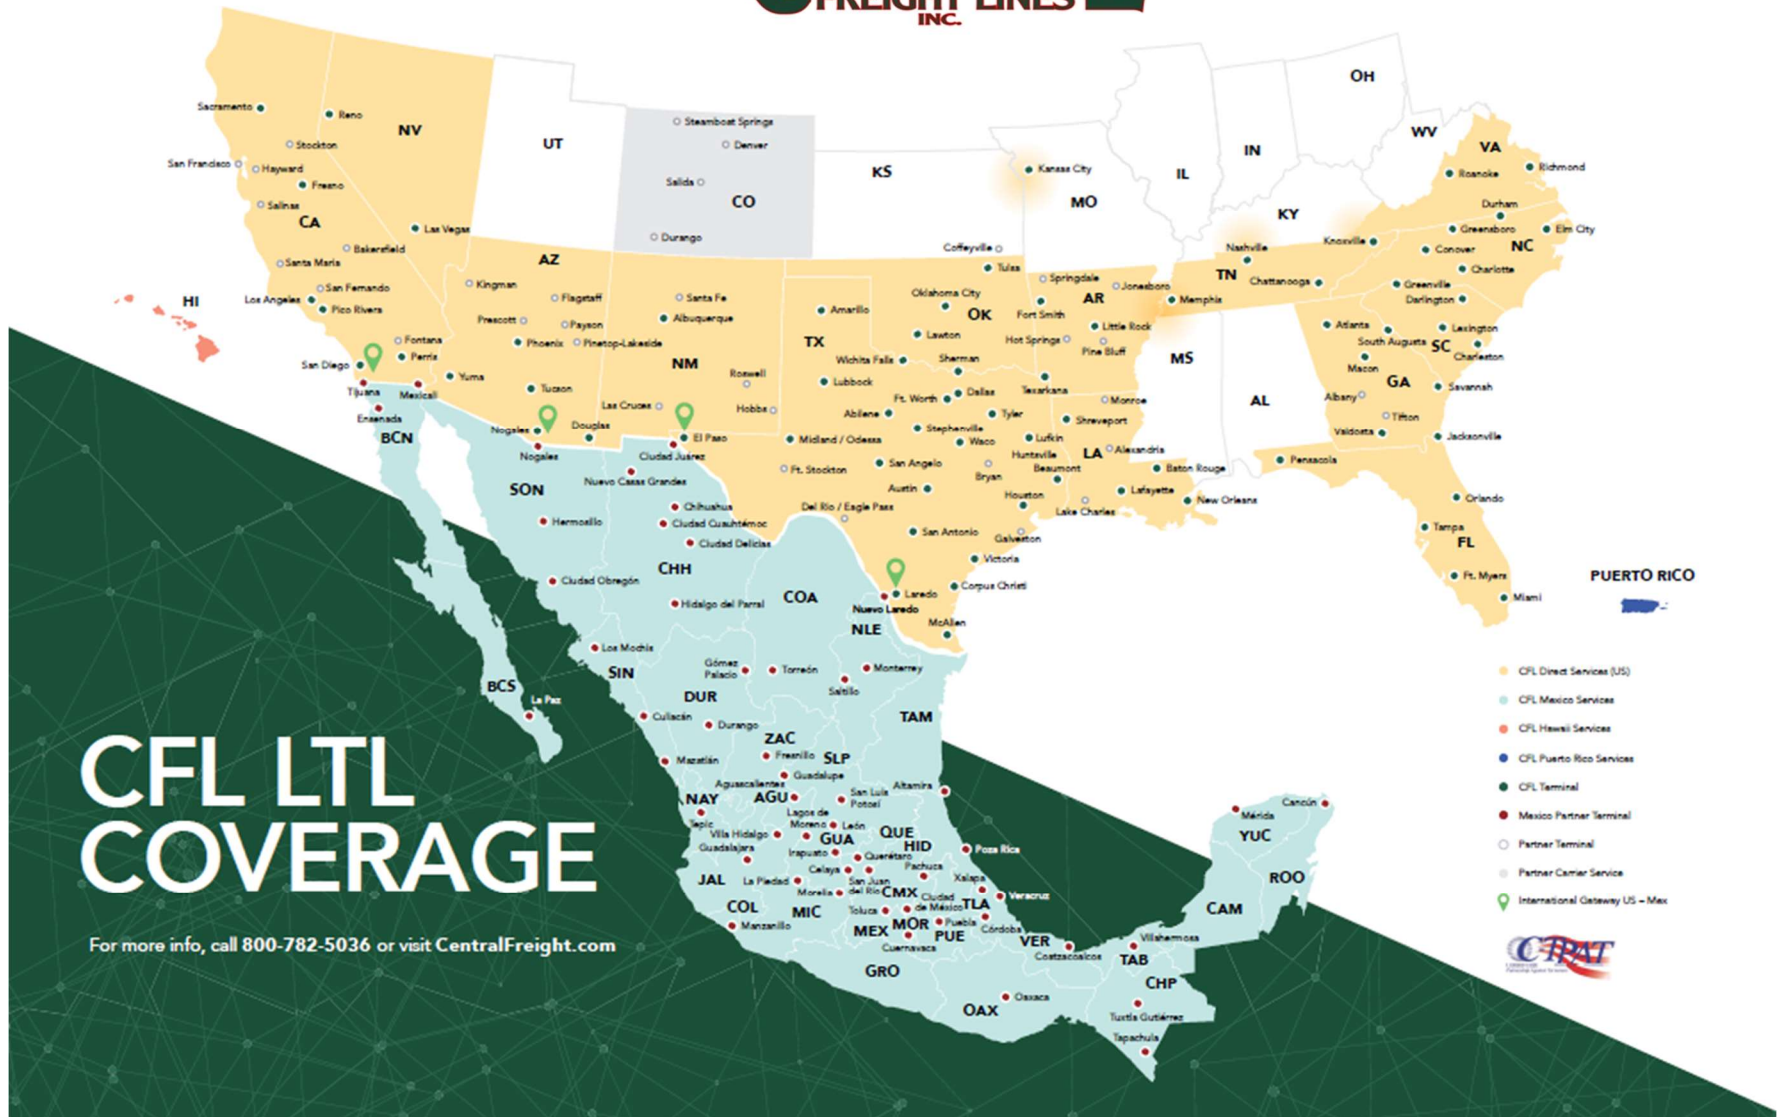 FREIGHT LINES
INC.
OH
Sacramento
Reno
NV
UT
Steamboat Springs
Denver
Salida
CO
Durango
KS
Kansas City
MO
IL
IN
KY
WV
VA
Richmond
Roanoke
Stockton
San Francisco
Hayward
Fresno
Salinas
CA
Las Vegas
Bakersfield
Santa Maria
San Fernando
Los Angeles
Pico Rivera
Fontana
Perris
San Diego
HI
AZ
Kingman
Flagstaff
Prescott
Payson
Phoenix
Pinetop-Lakeside
Yuma
Tucson
Nogales
Douglas
Santa Fe
Albuquerque
NM
Roswell
Las Cruces
Hobbs
El Paso
Coffeyville
Tulsa
Oklahoma City
OK
Lawton
Amarillo
TX
Wichita Falls
Sherman
Lubbock
Ft. Worth
Dallas
Abilene
Tyler
Stephenville
Waco
Midland / Odessa
Lufkin
Huntsville
Ft. Stockton
San Angelo
Bryan
Beaumont
Austin
Houston
Del Rio / Eagle Pass
San Antonio
Galveston
Victoria
Corpus Christi
Laredo
McAllen
Springdale
Jonesboro
AR
Fort Smith
Little Rock
Hot Springs
Pine Bluff
Texarkana
Monroe
Shreveport
LA
Alexandria
Baton Rouge
Lafayette
New Orleans
Lake Charles
Nashville
Knoxville
TN
Chattanooga
Memphis
MS
AL
Durham
Greensboro
Elm City
Conover
NC
Charlotte
Greenville
Darlington
Atlanta
Lexington
South Augusta
SC
Charleston
Macon
GA
Savannah
Albany
Tifton
Valdosta
Jacksonville
Pensacola
Orlando
Tampa
FL
Ft. Myers
Miami
PUERTO RICO
Tijuana
Mexicali
Ensenada
BCN
Nogales
SON
Hermosillo
Ciudad Obregón
Ciudad Juárez
Nuevo Casas Grandes
Chihuahua
Ciudad Cuauhtémoc
Ciudad Delicias
CHH
Hidalgo del Parral
COA
Nuevo Laredo
NLE
Los Mochis
SIN
Gómez
Palacio
Torreón
Monterrey
Saltillo
BCS
La Paz
DUR
Culiacán
Durango
TAM
ZAC
Fresnillo
SLP
Mazatlán
Guadalupe
Aguascalientes
AGU
San Luis
Potosí
Altamira
NAY
Tepic
Lagos de
Moreno
León
Villa Hidalgo
GUA
QUE
HID
Guadalajara
Irapuato
Querétaro
Poza Rica
Celaya
Pachuca
JAL
La Piedad
San Juan
del Río
Morelia
CMX
Xalapa
Ciudad
de México
TLA
Veracruz
COL
MIC
Toluca
Manzanillo
MEX
MOR
Puebla
PUE
Córdoba
Cuernavaca
VER
Coatzacoalcos
GRO
OAX
Oaxaca
Villahermosa
TAB
CHP
Tuxtla Gutiérrez
Tapachula
Mérida
Cancún
YUC
ROO
CAM
CFL Direct Services (US)
CFL Mexico Services
CFL Hawaii Services
CFL Puerto Rico Services
CFL Terminal
Mexico Partner Terminal
Partner Terminal
Partner Carrier Service
International Gateway US – Mex
CTPAT
CFL LTL
COVERAGE
For more info, call 800-782-5036 or visit CentralFreight.com